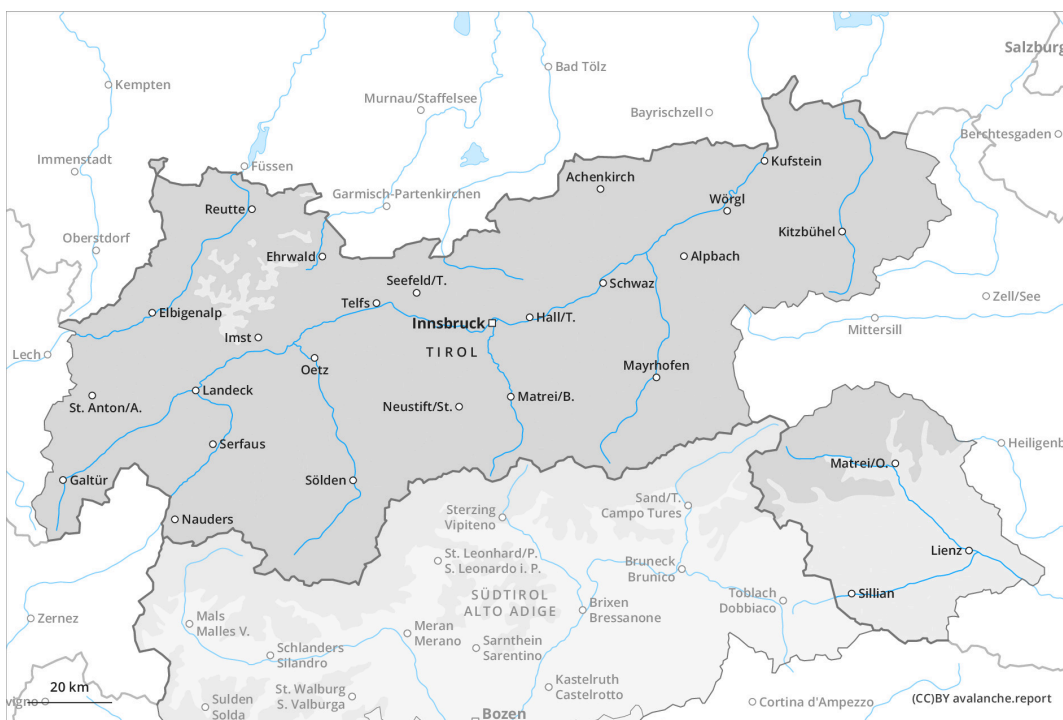 Salzburg
Kempten
Bad Tölz
Murnau/Staffelsee
Bayrischzell
Berchtesgaden
Immenstadt
Füssen
Kufstein
Achenkirch
Garmisch-Partenkirchen
Wörgl
Reutte
Kitzbühel
Oberstdorf
Ehrwald
Alpbach
Seefeld/T.
Schwaz
Zell/See
Telfs
Elbigenalp
Innsbruck
Hall/T.
Mittersill
Imst
TIROL
Lech
Oetz
Mayrhofen
Landeck
St. Anton/A.
Neustift/St.
Matrei/B.
Serfaus
Heiligenb
Matrei/O.
Galtür
Sölden
Sand/T.
Campo Tures
Sterzing
Vipiteno
Nauders
Lienz
St. Leonhard/P.
S. Leonardo i. P.
Bruneck
Brunico
SÜDTIROL
ALTO ADIGE
Toblach
Dobbiaco
Sillian
Brixen
Bressanone
Zernez
Mals
Malles V.
Meran
Merano
Sarnthein
Sarentino
Schlanders
Silandro
Kastelruth
Castelrotto
20 km
St. Walburg
S. Valburga
vigno
Sulden
Solda
Cortina d'Ampezzo
(CC)BY avalanche.report
Bozen